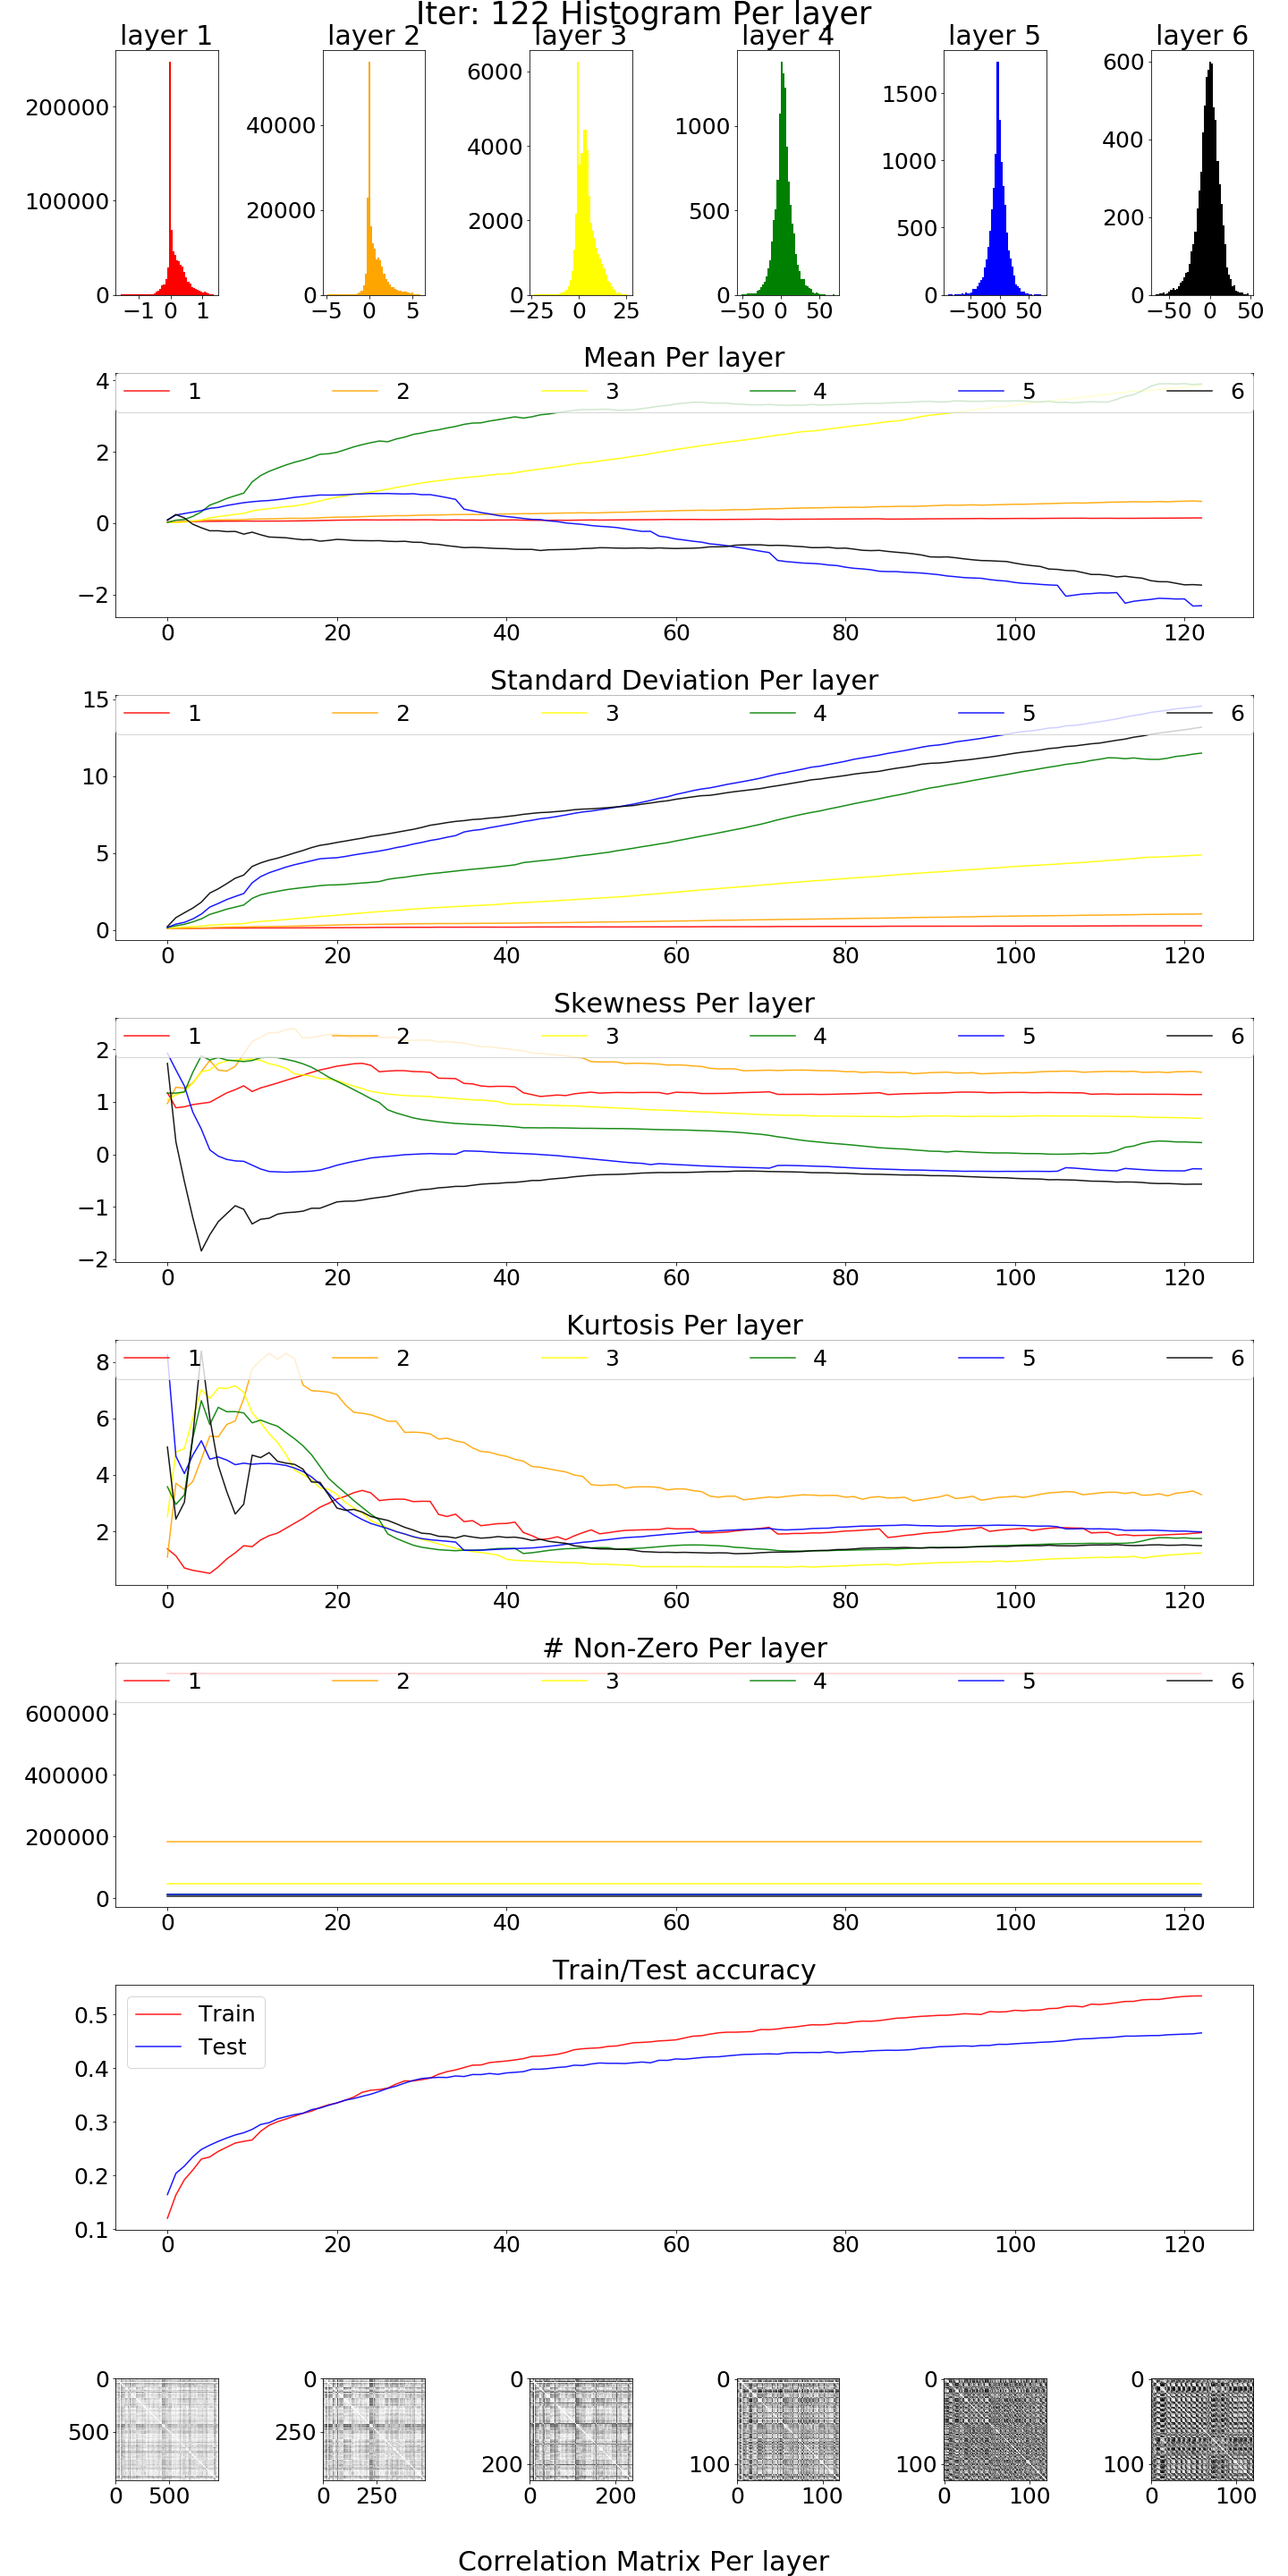 Iter: 122 Histogram Per layer
layer 1 layer 2 layer 3 layer 4 layer 5 layer 6
200000 100000 0
−1 0 1
40000 20000 0
−5 0 5
6000 4000 2000 0
−25 0 25
1000 500 0
−50 0 50
1500 1000 500 0
−50 0 50
600 400 200 0
−50 0 50
Mean Per layer
1 2 3 4 5 6
4
2
0
−2
0 20 40 60 80 100 120
Standard Deviation Per layer
1 2 3 4 5 6
15
10
5
0
0 20 40 60 80 100 120
Skewness Per layer
1 2 3 4 5 6
2
1
0
−1
−2
0 20 40 60 80 100 120
Kurtosis Per layer
1 2 3 4 5 6
8
6
4
2
0 20 40 60 80 100 120
# Non-Zero Per layer
1 2 3 4 5 6
600000
400000
200000
0
0 20 40 60 80 100 120
Train/Test accuracy
Train
Test
0.5
0.4
0.3
0.2
0.1
0 20 40 60 80 100 120
0 500
0 500
0 250
0 250
0 200
0 200
0 100
0 100
0 100
0 100
0 100
0 100
Correlation Matrix Per layer